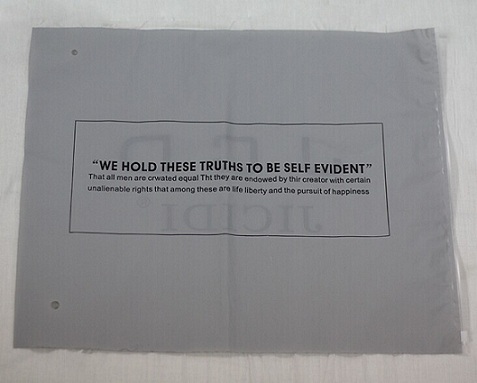 "WE HOLD THESE TRUTHS TO BE SELF EVIDENT"
That all men are crwated equal Tht they are endowed by thir creator with certain
unalienable rights that among these are life liberty and the pursuit of happiness